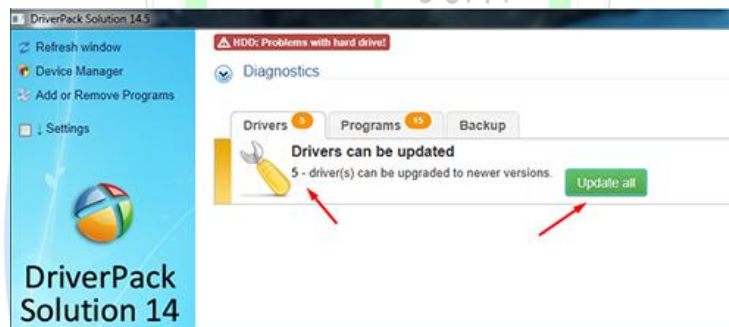 DriverPack Solution 14.5
Refresh window
Device Manager
Add or Remove Programs
↓ Settings
DriverPack
Solution 14
HDD: Problems with hard drive!
Diagnostics
Drivers 5 Programs 15 Backup
Drivers can be updated
5 - driver(s) can be upgraded to newer versions.
Update all